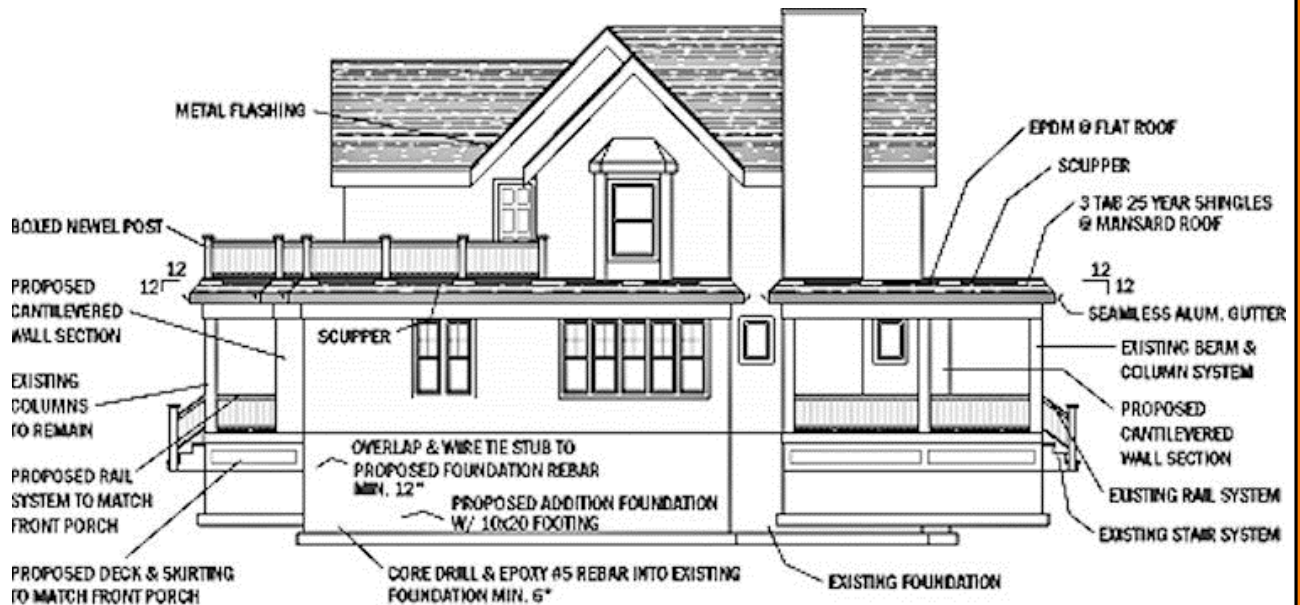 METAL FLASHING
BOXED NEWEL POST
12
12
PROPOSED
CANTILEVERED
WALL SECTION
SCUPPER
EXISTING
COLUMNS
TO REMAIN
PROPOSED RAIL
SYSTEM TO MATCH
FRONT PORCH
PROPOSED DECK & SKIRTING
TO MATCH FRONT PORCH
OVERLAP & WIRE TIE STUB TO
PROPOSED FOUNDATION REBAR
MIN. 12"
PROPOSED ADDITION FOUNDATION
W/ 10x20 FOOTING
CORE DRILL & EPOXY #5 REBAR INTO EXISTING
FOUNDATION MIN. 6"
EPDM @ FLAT ROOF
SCUPPER
3 TAB 25 YEAR SHINGLES
@ MANSARD ROOF
12
12
SEAMLESS ALUM. GUTTER
EXISTING BEAM &
COLUMN SYSTEM
PROPOSED
CANTILEVERED
WALL SECTION
EXISTING RAIL SYSTEM
EXISTING STAIR SYSTEM
EXISTING FOUNDATION